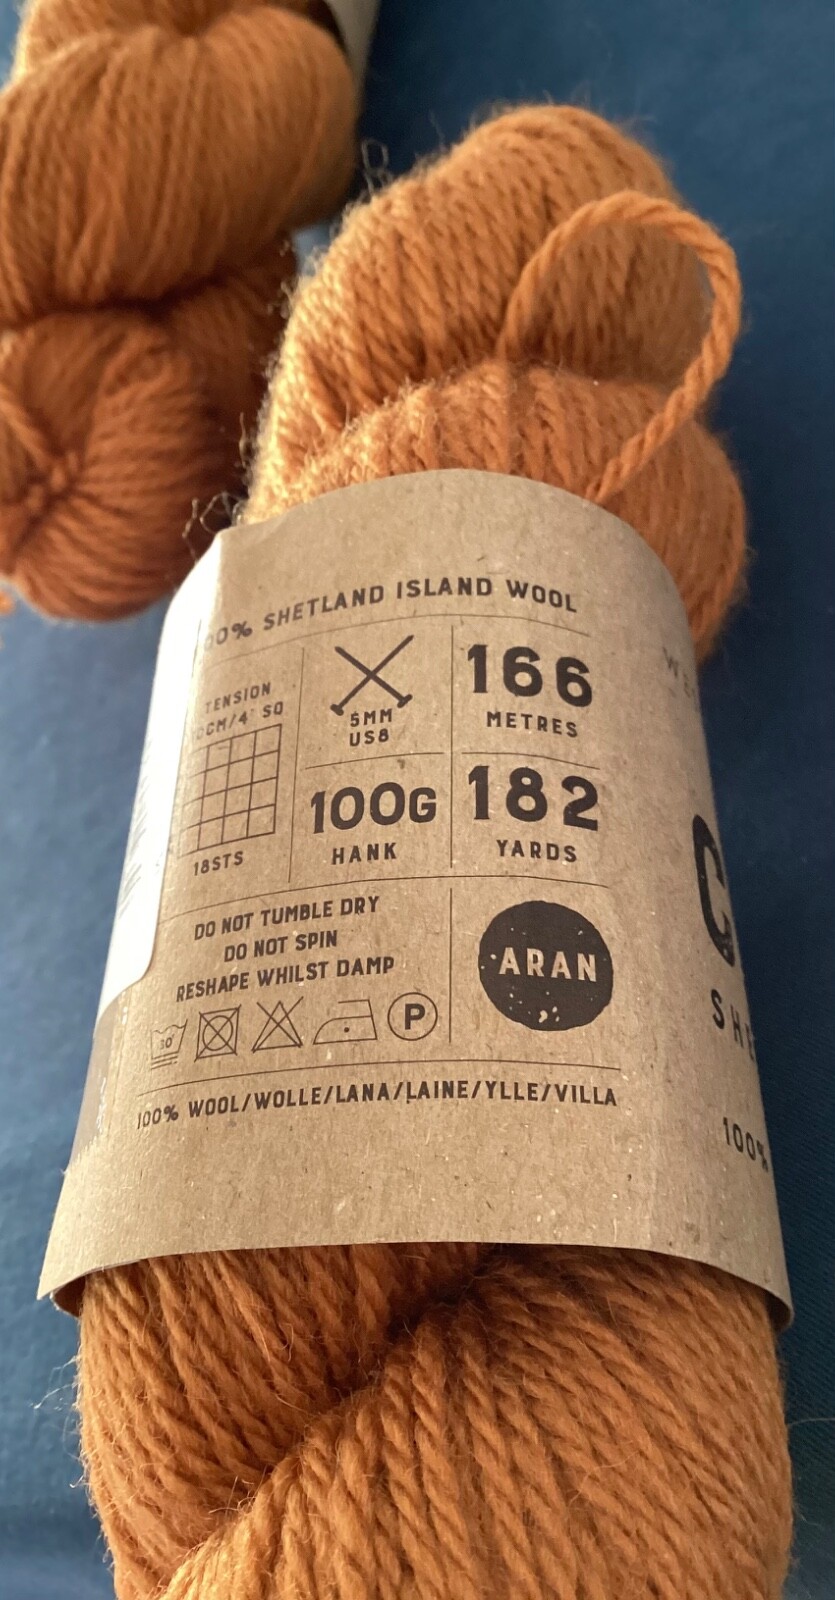 100% SHETLAND ISLAND WOOL
TENSION
10CM/4" SQ
18STS
5MM
US8
166
METRES
100G
HANK
182
YARDS
DO NOT TUMBLE DRY
DO NOT SPIN
RESHAPE WHILST DAMP
30
P
ARAN
100% WOOL/WOLLE/LANA/LAINE/YLLE/VILLA
100%